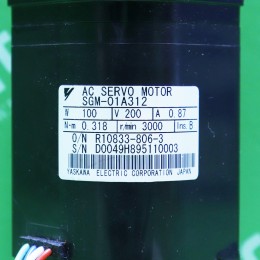 AC SERVO MOTOR
SGM-01A312
W 100 V 200 A 0.87
N·m 0.318 r/min 3000 Ins. B
O/N R10833-806-3
S/N D0049H895110003
YASKAWA ELECTRIC CORPORATION JAPAN